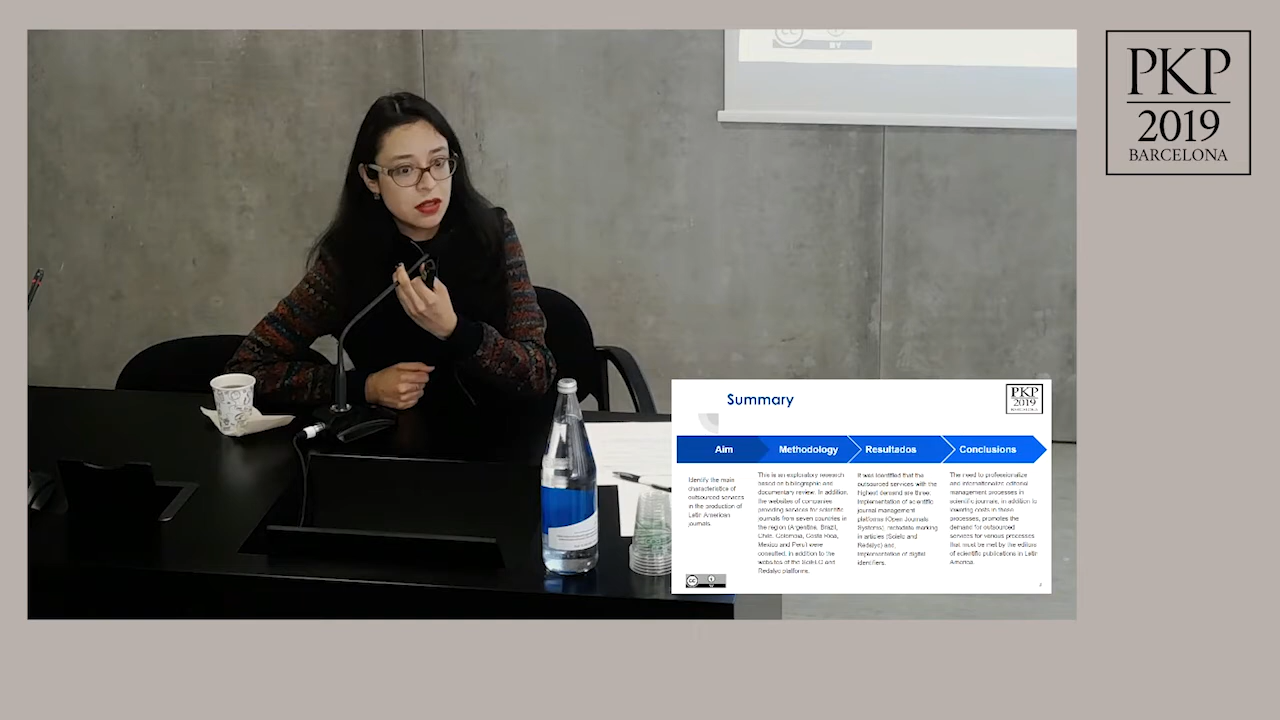 BY
PKP
2019
BARCELONA
Summary
PKP
2019
BARCELONA
Aim
Methodology
Resultados
Conclusions
Identify the main
characteristics of
outsourced services
in the production of
Latin American
journals.
This is an exploratory research
based on bibliographic and
documentary review. In addition,
the websites of companies
providing services for scientific
journals from seven countries in
the region (Argentina, Brazil,
Chile, Colombia, Costa Rica,
Mexico and Peru) were
consulted, in addition to the
websites of the SciELO and
Redalyc platforms.
It was identified that the
outsourced services with the
highest demand are three:
implementation of scientific
journal management
platforms (Open Journals
Systems), metadata marking
in articles (Scielo and
Redalyc) and
implementation of digital
identifiers.
The need to professionalize
and internationalize editorial
management processes in
scientific journals, in addition to
lowering costs in these
processes, promotes the
demand for outsourced
services for various processes
that must be met by the editors
of scientific publications in Latin
America.